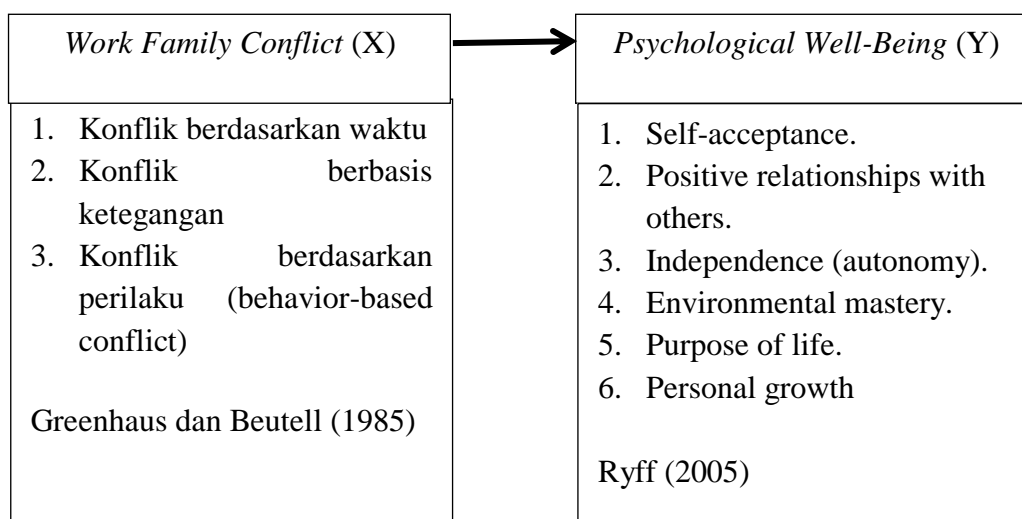 Work Family Conflict (X)
1. Konflik berdasarkan waktu
2. Konflik berbasis
ketegangan
3. Konflik berdasarkan
perilaku (behavior-based
conflict)
Greenhaus dan Beutell (1985)
Psychological Well-Being (Y)
1. Self-acceptance.
2. Positive relationships with
others.
3. Independence (autonomy).
4. Environmental mastery.
5. Purpose of life.
6. Personal growth
Ryff (2005)